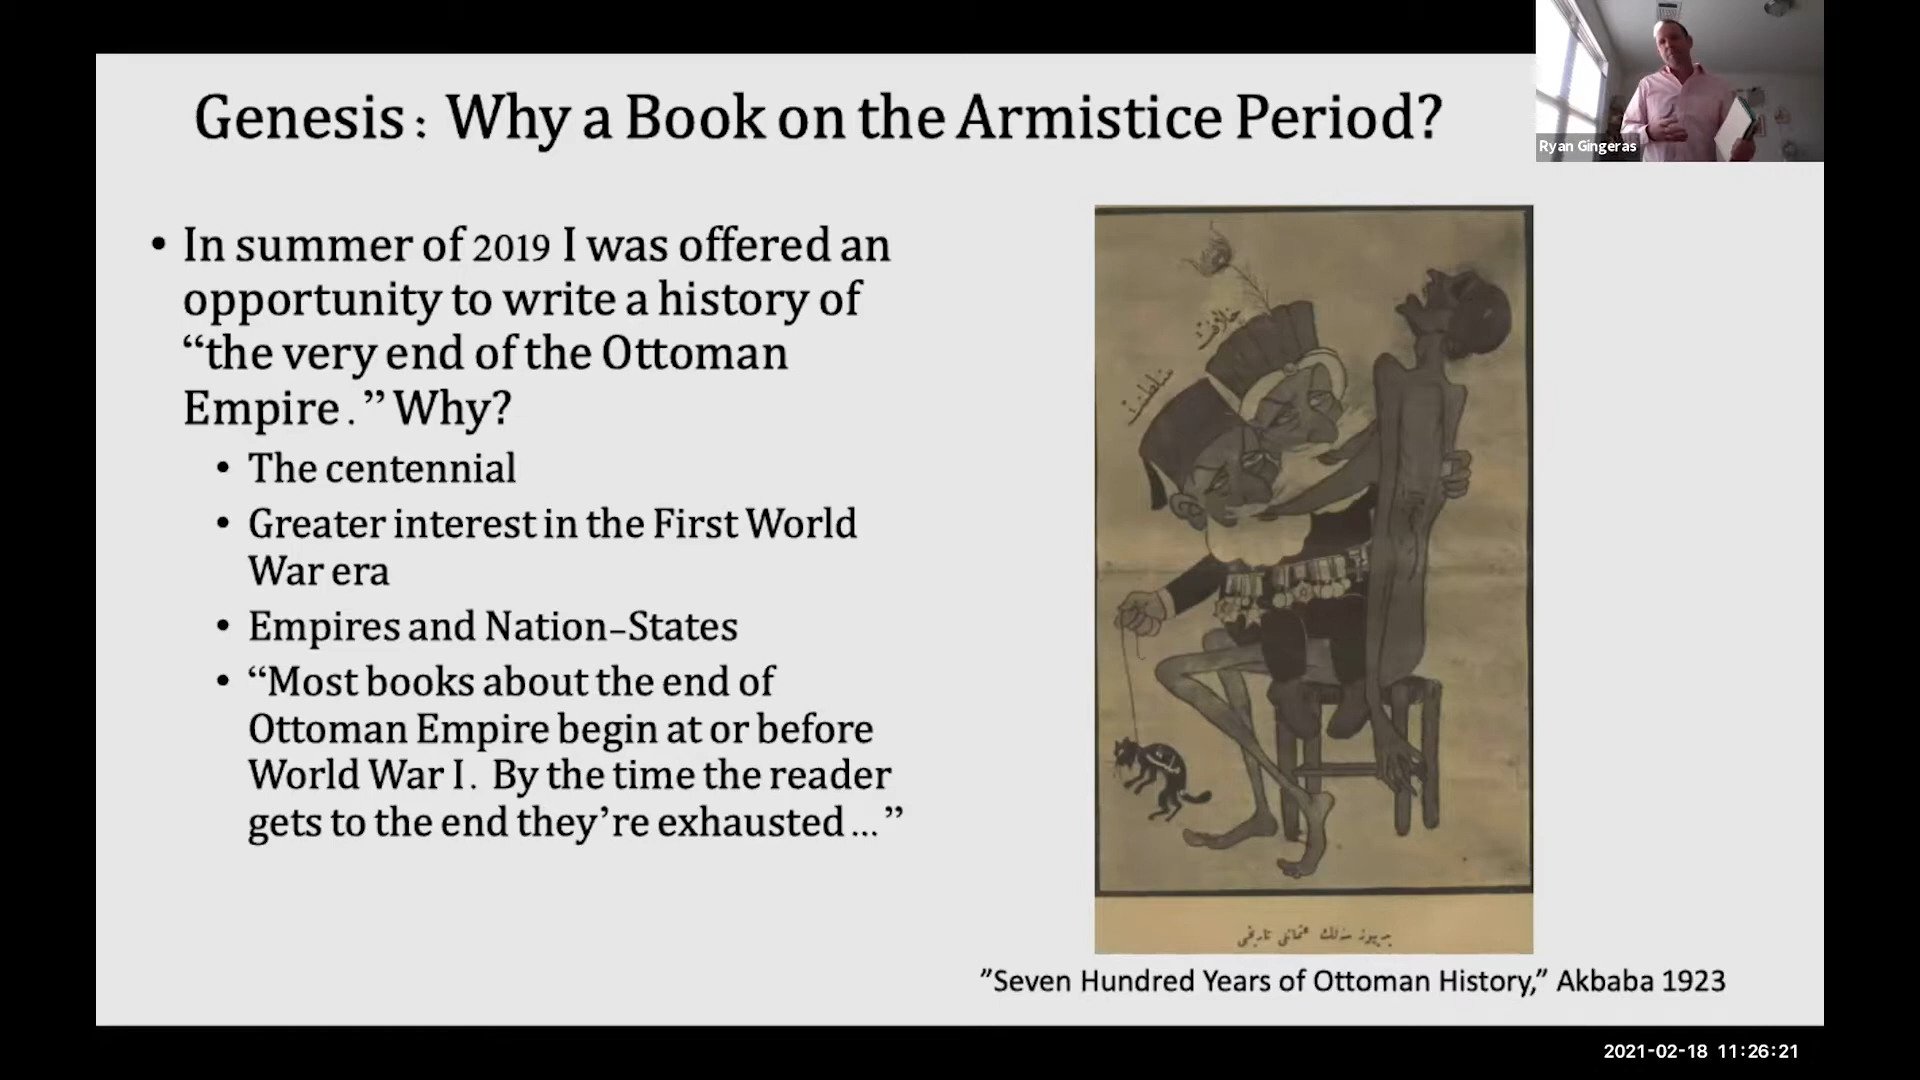 Genesis: Why a Book on the Armistice Period?
Ryan Gingeras
• In summer of 2019 I was offered an
opportunity to write a history of
“the very end of the Ottoman
Empire.” Why?
• The centennial
• Greater interest in the First World
War era
• Empires and Nation-States
• “Most books about the end of
Ottoman Empire begin at or before
World War I. By the time the reader
gets to the end they’re exhausted…”
خلافت
سلطنت
عثمانلی تاریخی
”Seven Hundred Years of Ottoman History,” Akbaba 1923
2021-02-18 11:26:21